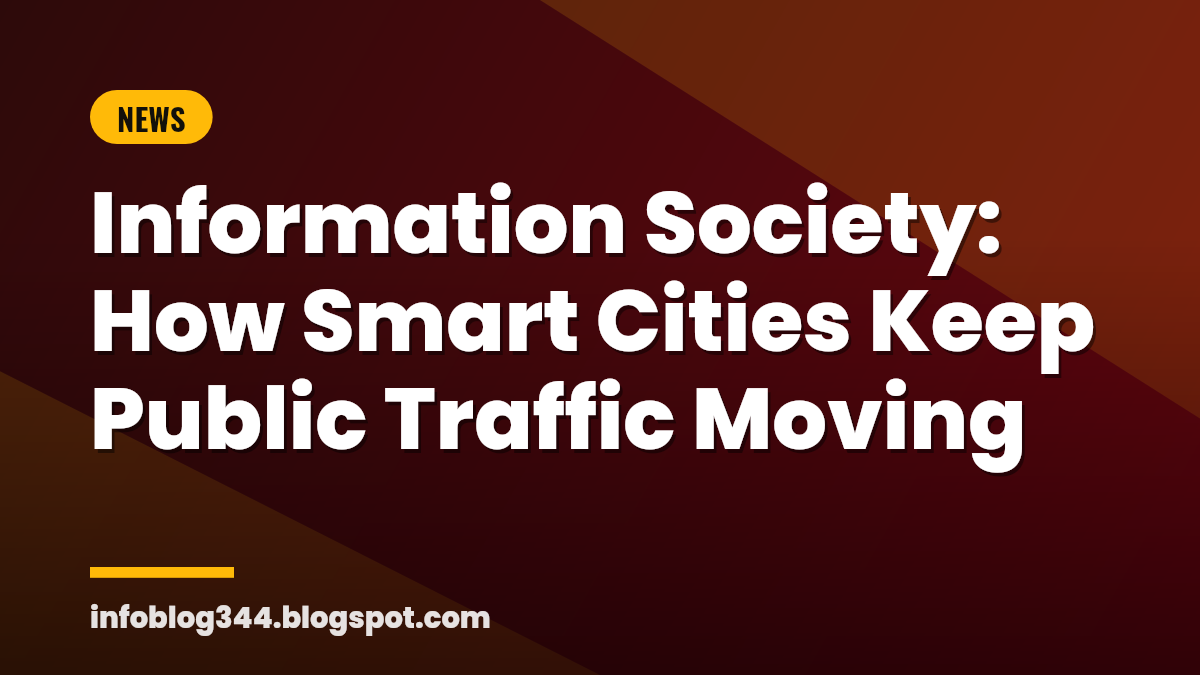 NEWS
Information Society:
How Smart Cities Keep
Public Traffic Moving
infoblog344.blogspot.com